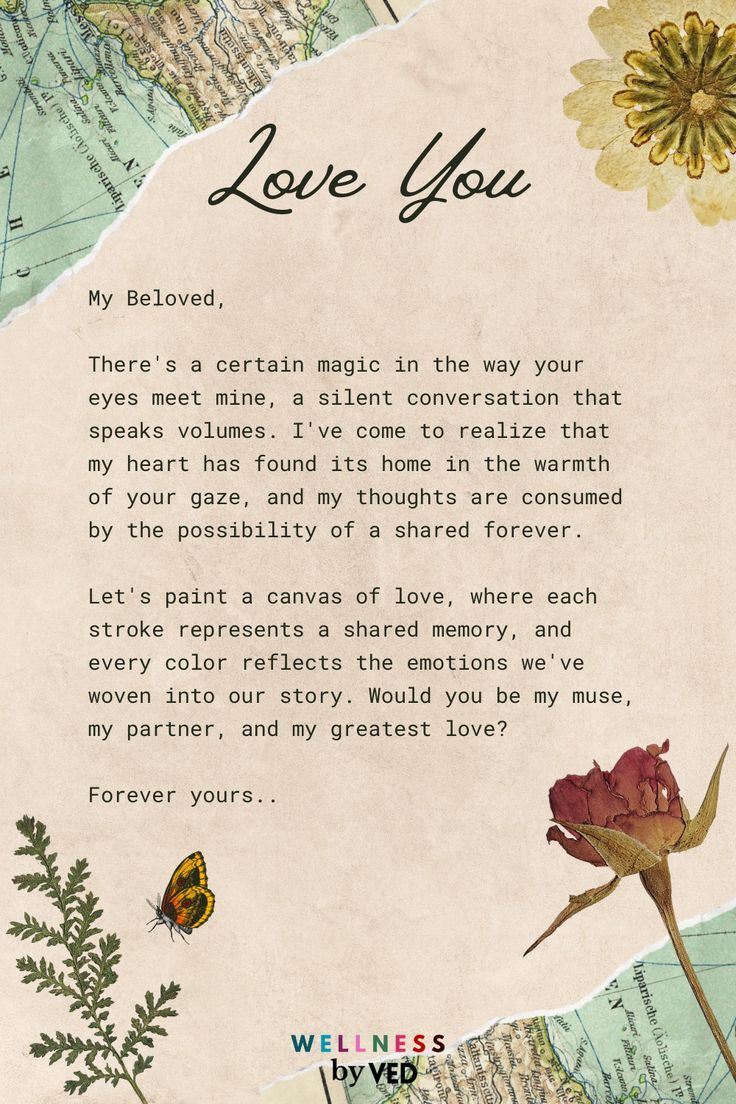 Love You
My Beloved,
There's a certain magic in the way your
eyes meet mine, a silent conversation that
speaks volumes. I've come to realize that
my heart has found its home in the warmth
of your gaze, and my thoughts are consumed
by the possibility of a shared forever.
Let's paint a canvas of love, where each
stroke represents a shared memory, and
every color reflects the emotions we've
woven into our story. Would you be my muse,
my partner, and my greatest love?
Forever yours..
WELLNESS
by VED